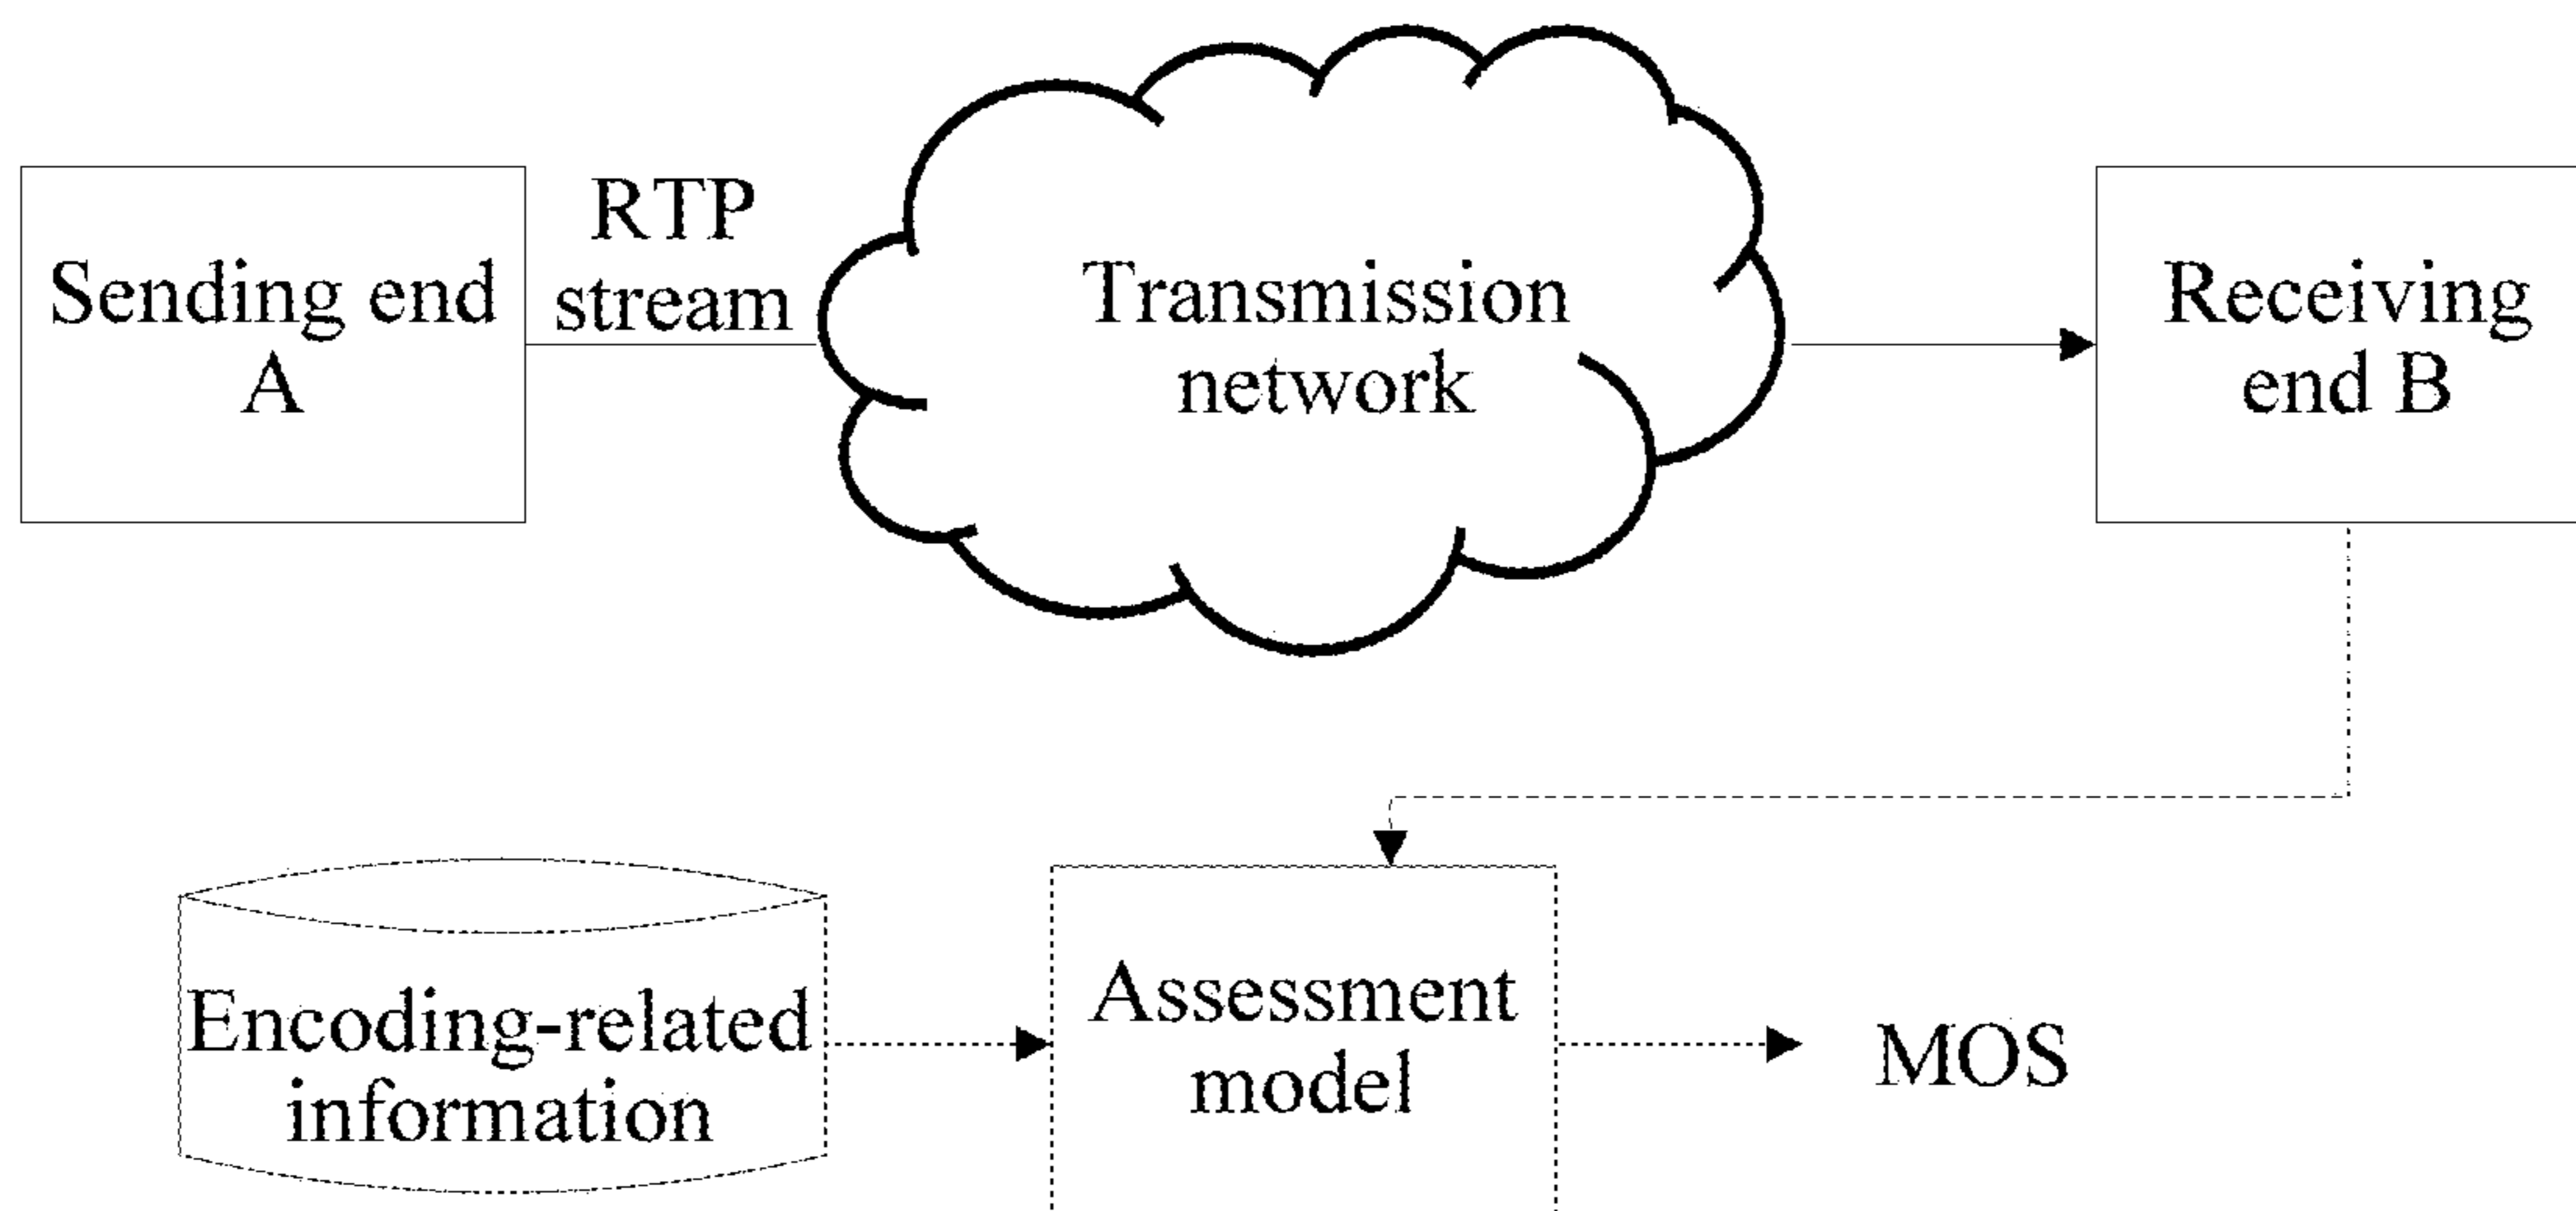 Sending end
A
RTP
stream
Transmission
network
Receiving
end B
Encoding-related
information
Assessment
model
MOS